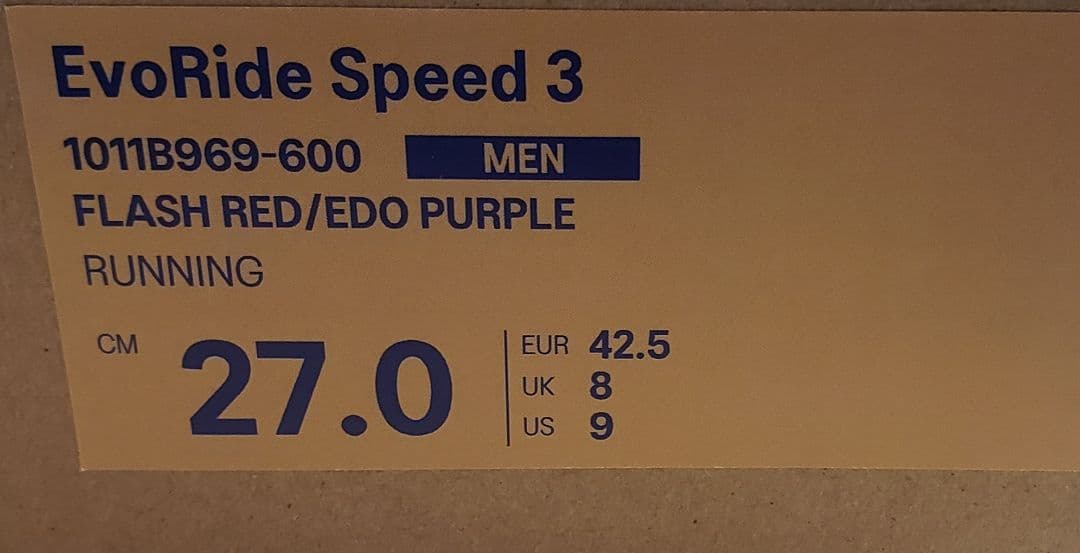 EvoRide Speed 3
1011B969-600 MEN
FLASH RED/EDO PURPLE
RUNNING
CM 27.0
EUR 42.5
UK 8
US 9